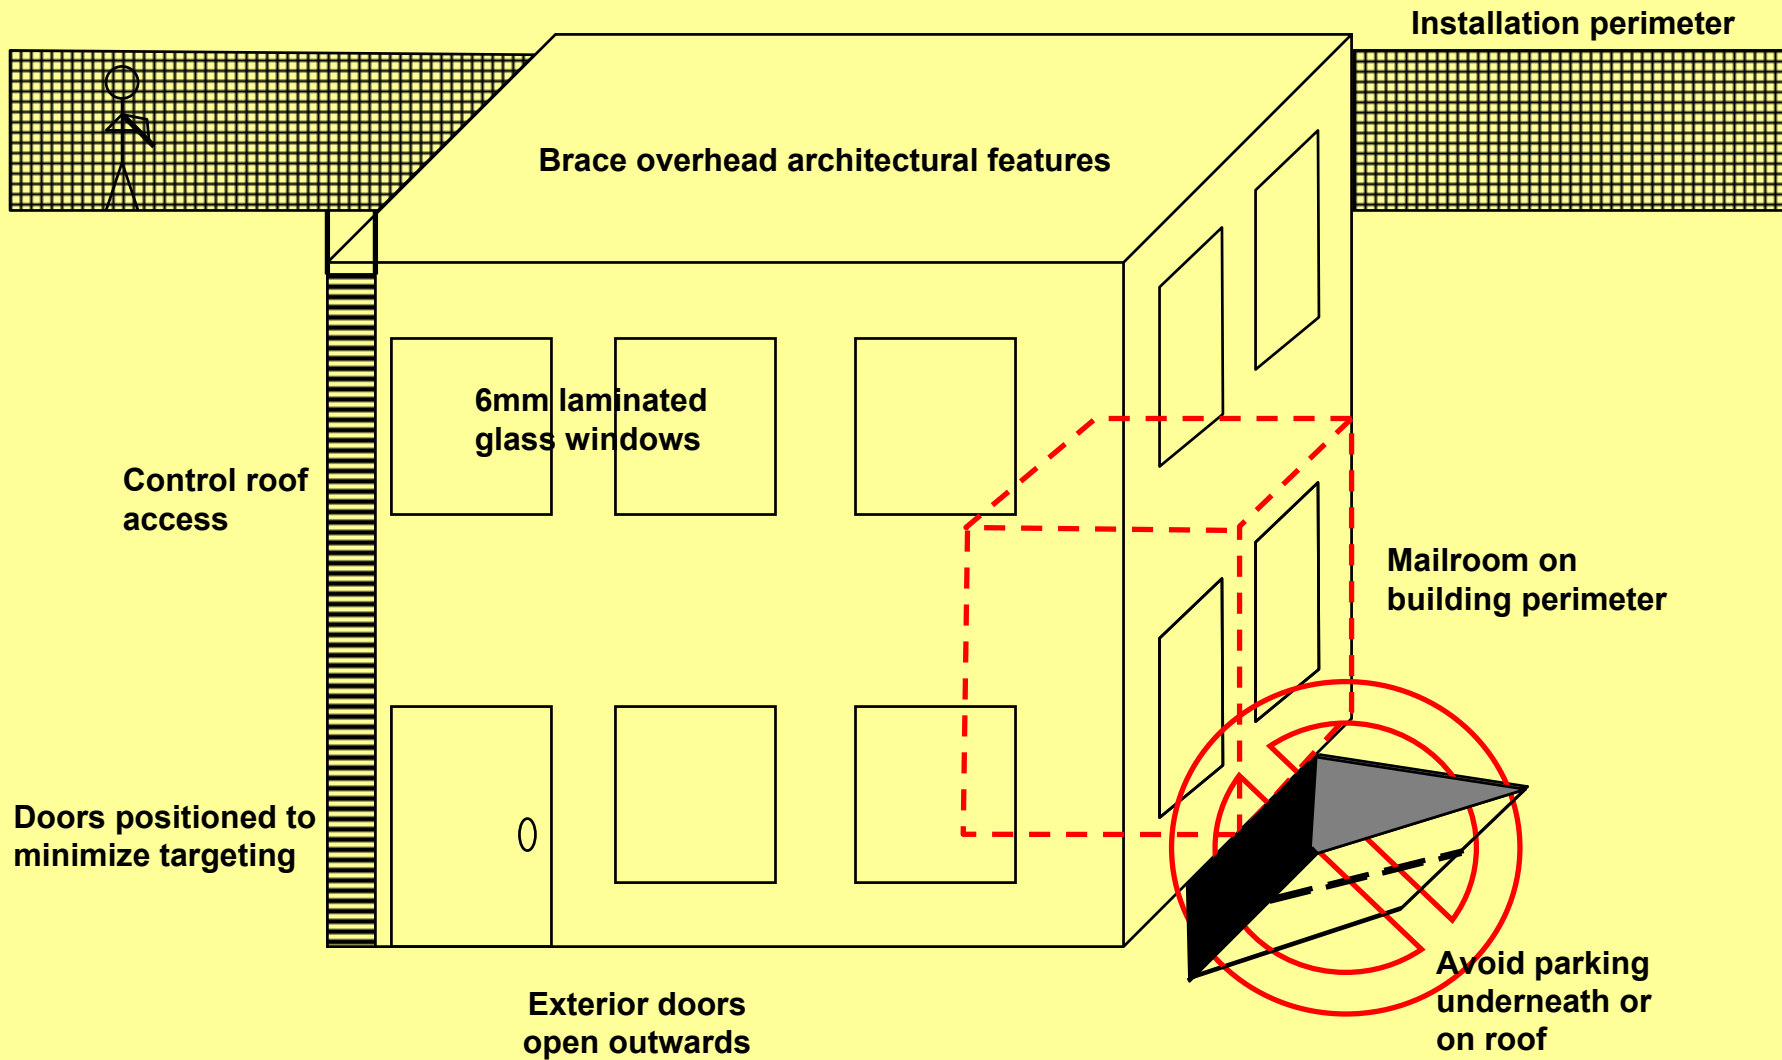 Installation perimeter
Brace overhead architectural features
6mm laminated
glass windows
Control roof
access
Mailroom on
building perimeter
Doors positioned to
minimize targeting
Avoid parking
underneath or
on roof
Exterior doors
open outwards